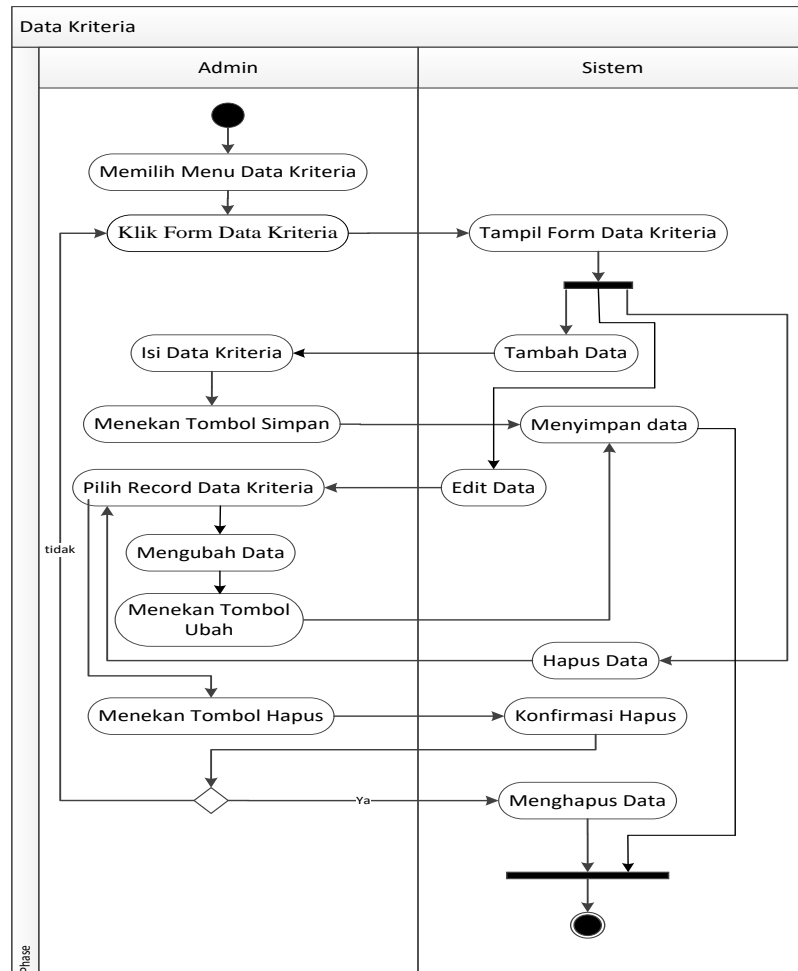 Data Kriteria
Admin
Sistem
Memilih Menu Data Kriteria
Klik Form Data Kriteria
Tampil Form Data Kriteria
Isi Data Kriteria
Tambah Data
Menekan Tombol Simpan
Menyimpan data
Pilih Record Data Kriteria
Edit Data
tidak
Mengubah Data
Menekan Tombol
Ubah
Hapus Data
Menekan Tombol Hapus
Konfirmasi Hapus
Ya
Menghapus Data
Phase